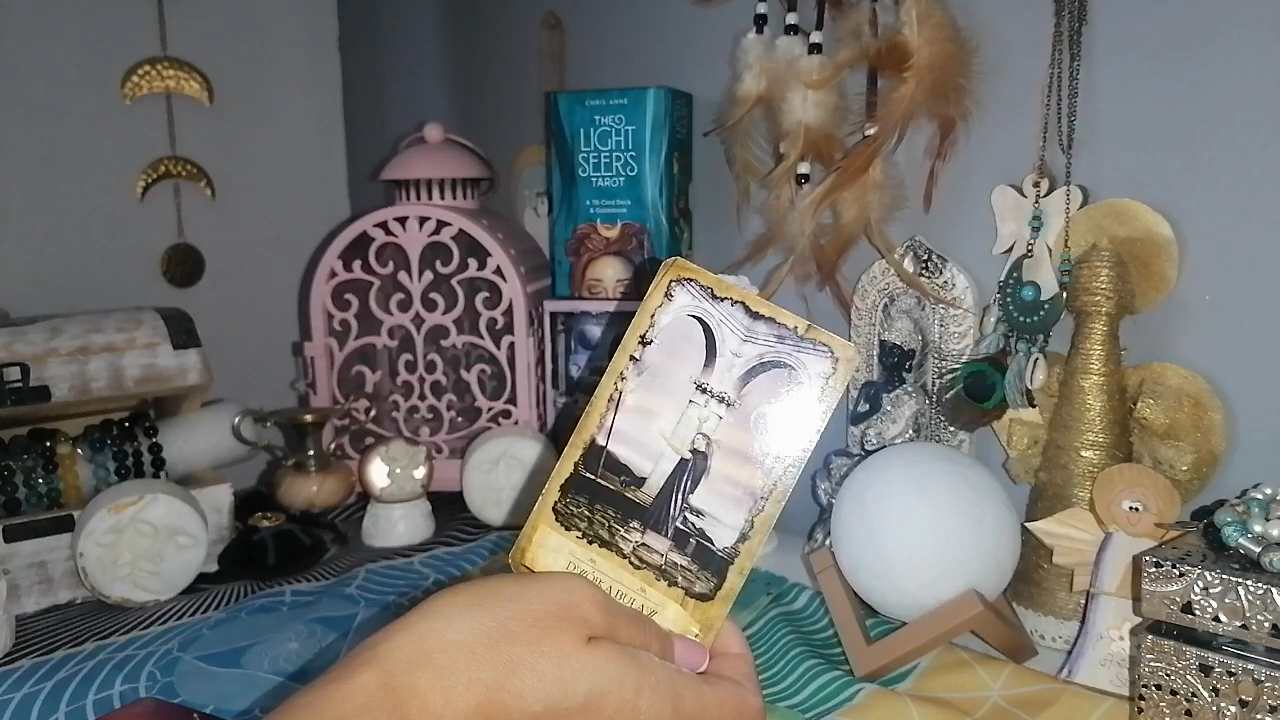 CHRIS-ANNE
THE
LIGHT
SEER'S
TAROT
A 78-Card Deck
& Guidebook
DWÓJKA BUŁAW